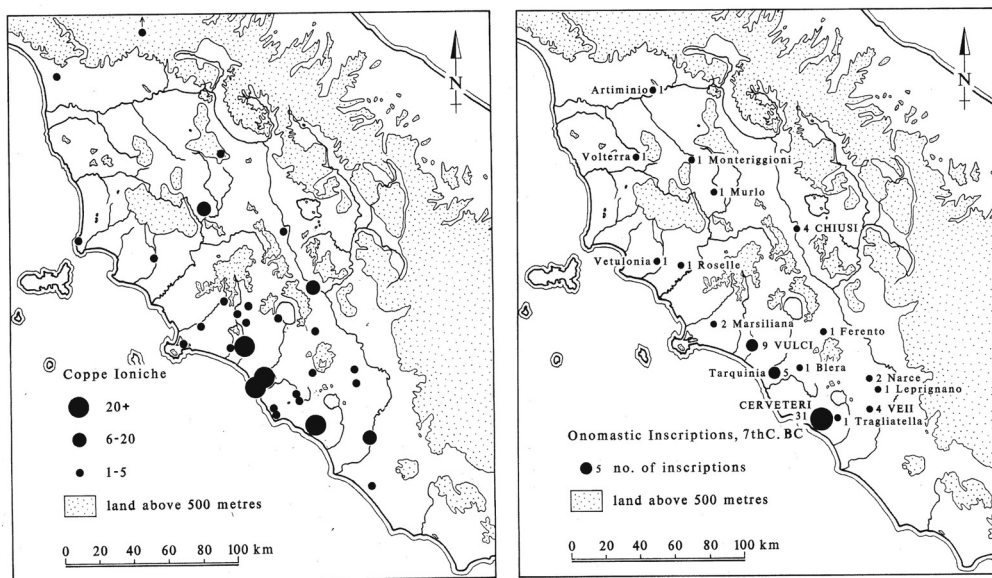 N
Coppe Ioniche
20+
6-20
1-5
land above 500 metres
0 20 40 60 80 100 km
N
Artiminio 1
Volterra 1
1 Monteriggioni
1 Murlo
4 CHIUSI
Vetulonia 1
1 Roselle
2 Marsiliana
1 Ferento
9 VULCI
Tarquinia 5
1 Blera
2 Narce
1 Leprignano
CERVETERI
31
4 VEII
1 Tragliatella
Onomastic Inscriptions, 7thC. BC
5 no. of inscriptions
land above 500 metres
0 20 40 60 80 100 km